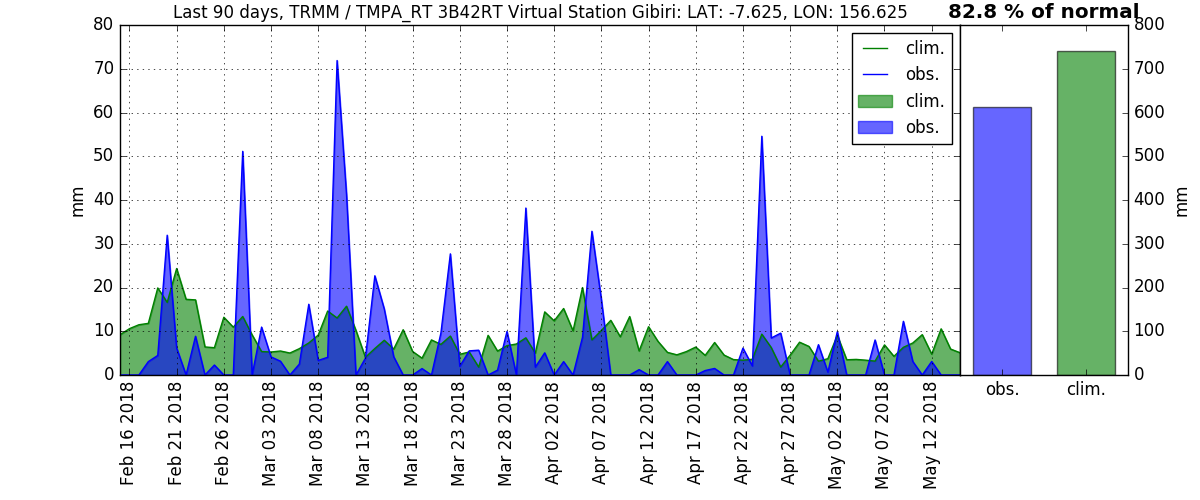 Last 90 days, TRMM / TMPA_RT 3B42RT Virtual Station Gibiri: LAT: -7.625, LON: 156.625
82.8 % of normal
80
70
60
50
40
30
20
10
0
mm
clim.
obs.
clim.
obs.
Feb 16 2018
Feb 21 2018
Feb 26 2018
Mar 03 2018
Mar 08 2018
Mar 13 2018
Mar 18 2018
Mar 23 2018
Mar 28 2018
Apr 02 2018
Apr 07 2018
Apr 12 2018
Apr 17 2018
Apr 22 2018
Apr 27 2018
May 02 2018
May 07 2018
May 12 2018
800
700
600
500
400
300
200
100
0
mm
obs.
clim.